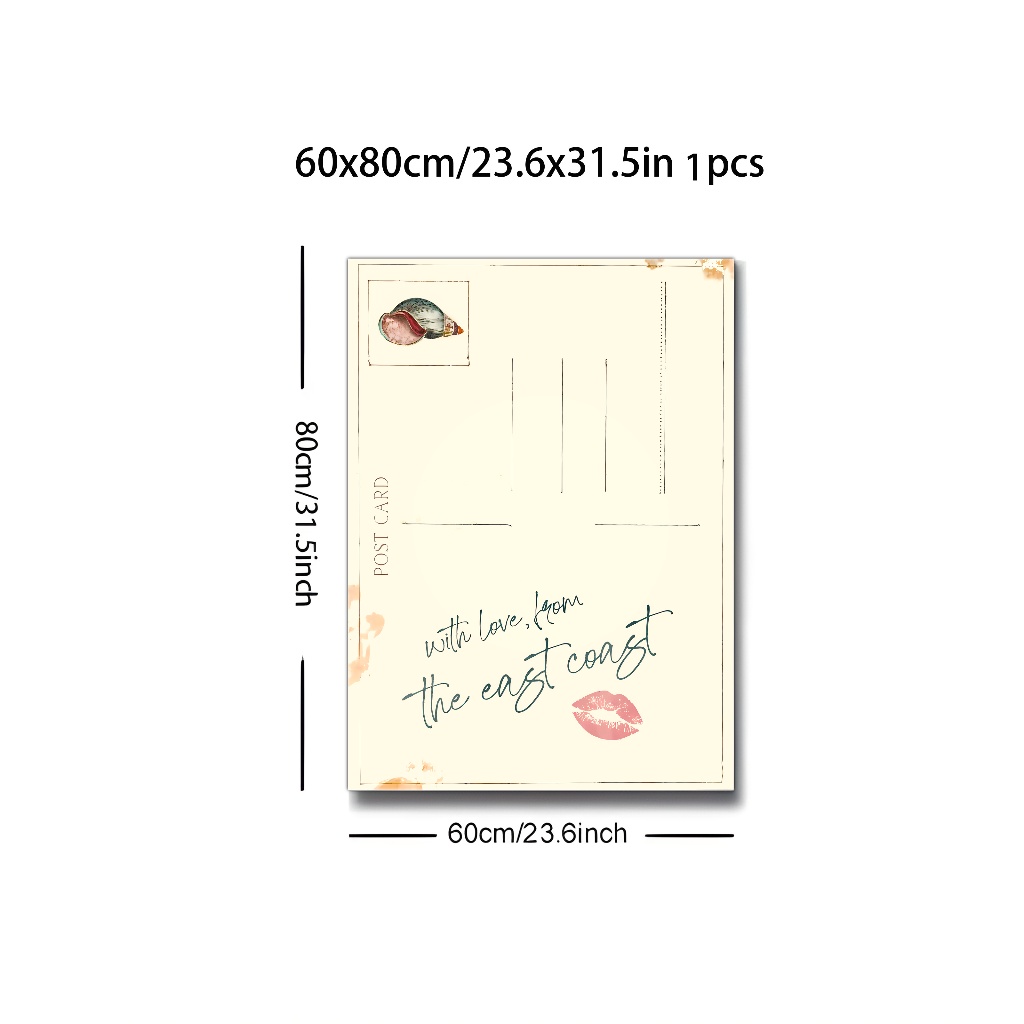 60x80cm/23.6x31.5in 1pcs
80cm/31.5inch
POST CARD
with love, from
the east coast
60cm/23.6inch